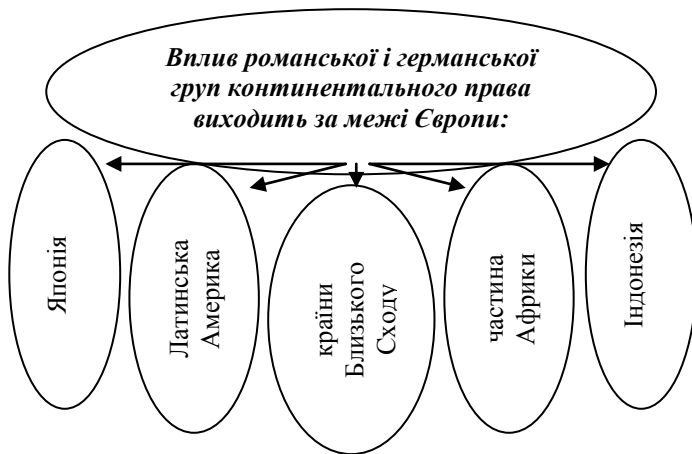 Вплив романської і германської
груп континентального права
виходить за межі Європи:
Японія
Латинська
Америка
країни
Близького
Сходу
частина
Африки
Індонезія